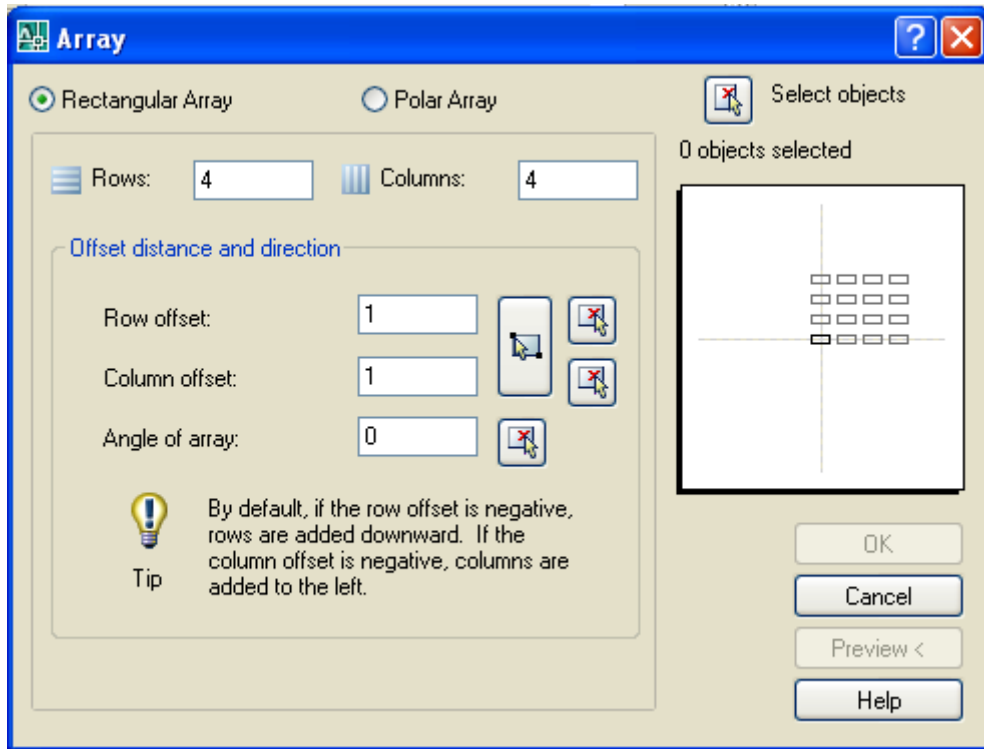 Array
Rectangular Array
Polar Array
Select objects
0 objects selected
Rows:
4
Columns:
4
Offset distance and direction
Row offset:
1
Column offset:
1
Angle of array:
0
Tip
By default, if the row offset is negative,
rows are added downward. If the
column offset is negative, columns are
added to the left.
OK
Cancel
Preview <
Help